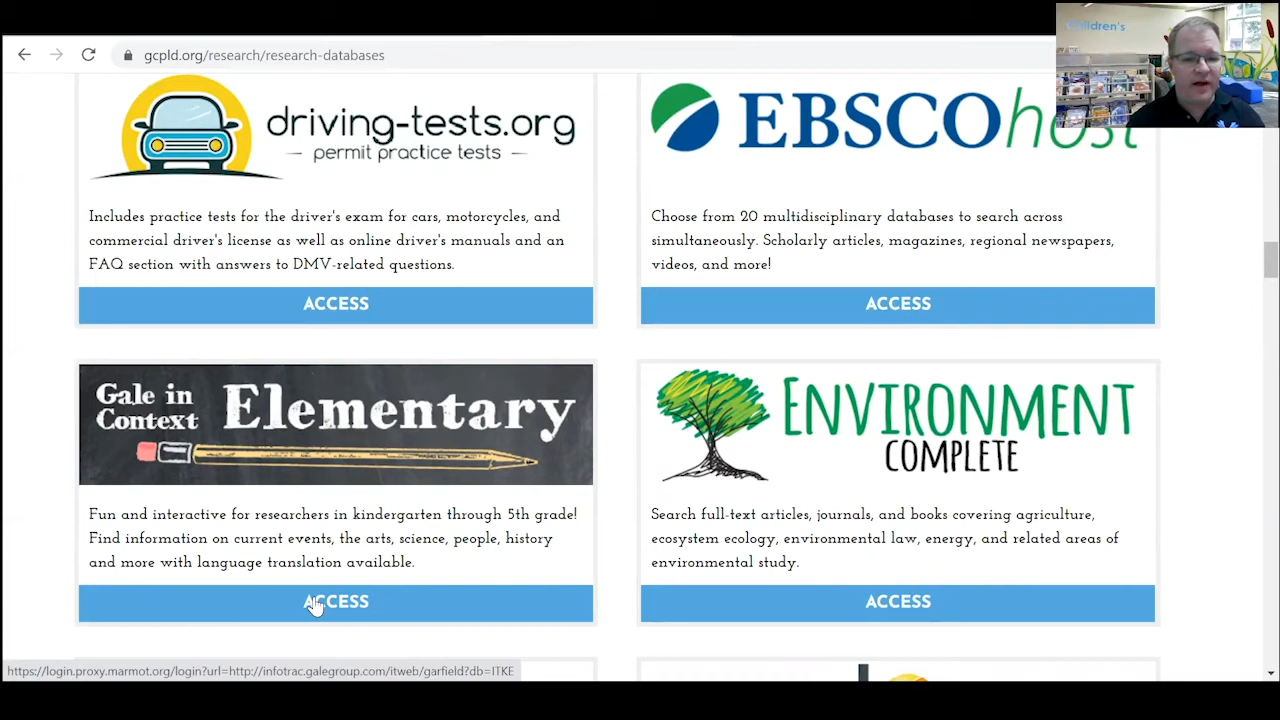 Children's
gcpld.org/research/research-databases
driving-tests.org
permit practice tests
Includes practice tests for the driver's exam for cars, motorcycles, and
commercial driver's license as well as online driver's manuals and an
FAQ section with answers to DMV-related questions.
ACCESS
EBSCOhost
Choose from 20 multidisciplinary databases to search across
simultaneously. Scholarly articles, magazines, regional newspapers,
videos, and more!
ACCESS
Gale in
Context
Elementary
Fun and interactive for researchers in kindergarten through 5th grade!
Find information on current events, the arts, science, people, history
and more with language translation available.
ACCESS
ENVIRONMENT
COMPLETE
Search full-text articles, journals, and books covering agriculture,
ecosystem ecology, environmental law, energy, and related areas of
environmental study.
ACCESS
https://login.proxy.marmot.org/login?url=http://infotrac.galegroup.com/itweb/garfield?db=ITKE